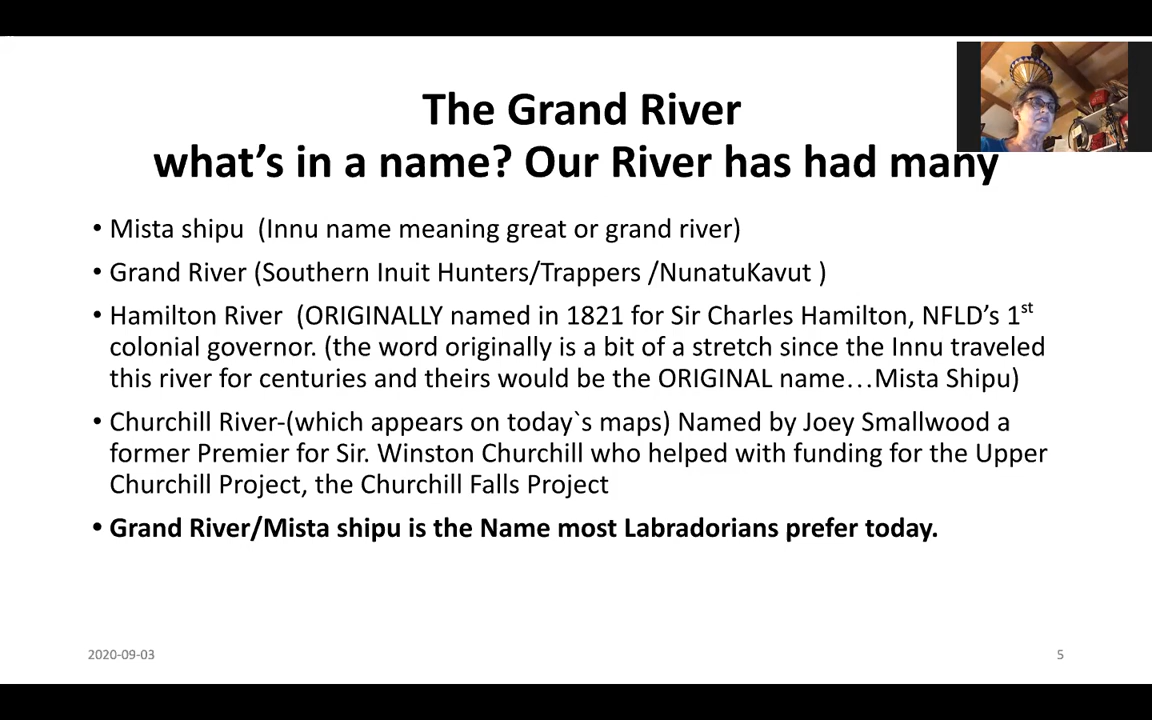 The Grand River
what's in a name? Our River has had many
• Mista shipu  (Innu name meaning great or grand river)
• Grand River (Southern Inuit Hunters/Trappers /NunatuKavut )
• Hamilton River  (ORIGINALLY named in 1821 for Sir Charles Hamilton, NFLD's 1st
colonial governor. (the word originally is a bit of a stretch since the Innu traveled
this river for centuries and theirs would be the ORIGINAL name…Mista Shipu)
• Churchill River-(which appears on today`s maps) Named by Joey Smallwood a
former Premier for Sir. Winston Churchill who helped with funding for the Upper
Churchill Project, the Churchill Falls Project
• Grand River/Mista shipu is the Name most Labradorians prefer today.
2020-09-03
5